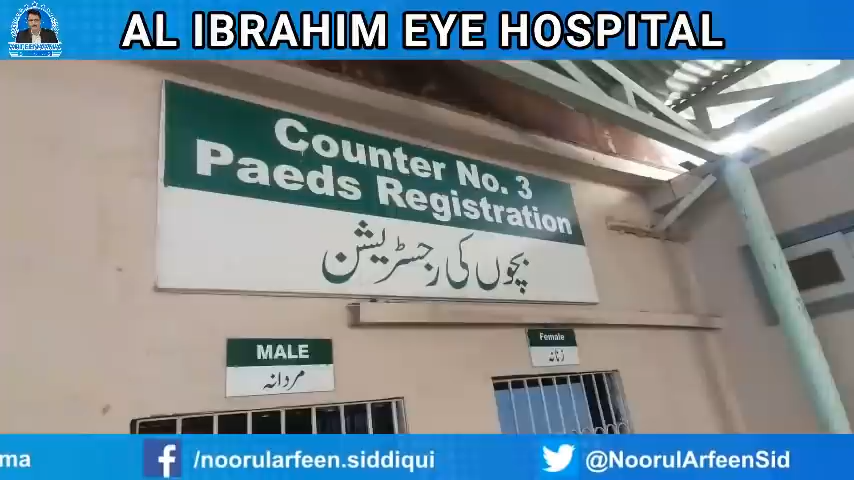 AL IBRAHIM EYE HOSPITAL
Counter No. 3
Paeds Registration
بچوں کی رجسٹریشن
MALE
مردانہ
Female
زنانہ
ma
/noorularfeen.siddiqui
@NoorulArfeenSid